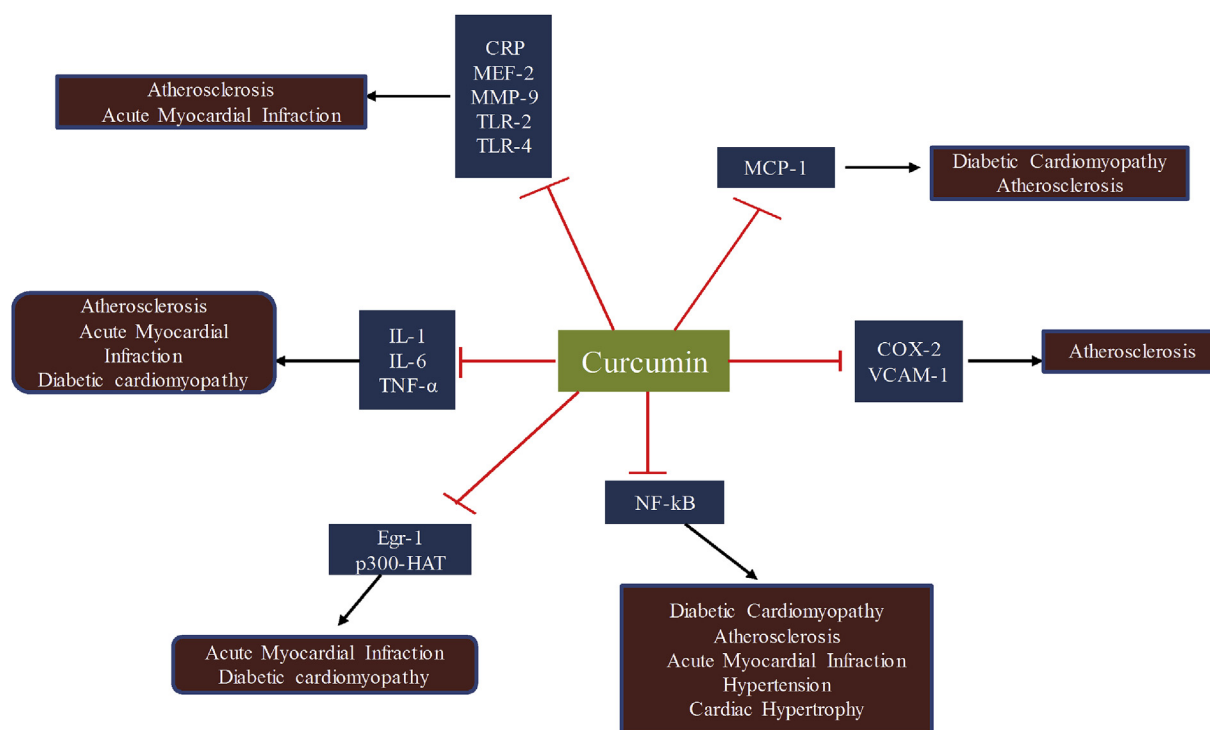 CRP
MEF-2
MMP-9
TLR-2
TLR-4
Atherosclerosis
Acute Myocardial Infraction
MCP-1
Diabetic Cardiomyopathy
Atherosclerosis
Atherosclerosis
Acute Myocardial
Infraction
Diabetic cardiomyopathy
IL-1
IL-6
TNF-α
Curcumin
COX-2
VCAM-1
Atherosclerosis
Egr-1
p300-HAT
NF-kB
Acute Myocardial Infraction
Diabetic cardiomyopathy
Diabetic Cardiomyopathy
Atherosclerosis
Acute Myocardial Infraction
Hypertension
Cardiac Hypertrophy